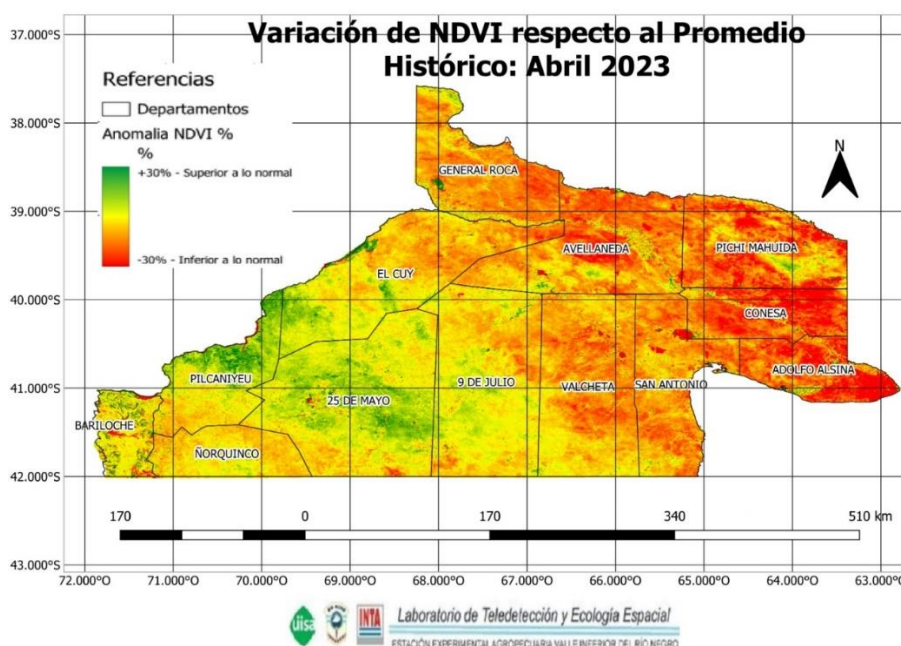 Variación de NDVI respecto al Promedio
Histórico: Abril 2023
Referencias
Departamentos
Anomalia NDVI %
%
+30% - Superior a lo normal
-30% - Inferior a lo normal
N
37.000°S
38.000°S
39.000°S
40.000°S
41.000°S
42.000°S
43.000°S
GENERAL ROCA
AVELLANEDA
PICHI MAHUIDA
EL CUY
CONESA
PILCANIYEU
ADOLFO ALSINA
9 DE JULIO
VALCHETA
SAN ANTONIO
25 DE MAYO
BARILOCHE
ÑORQUINCO
170 0 170 340 510 km
72.000°O 71.000°O 70.000°O 69.000°O 68.000°O 67.000°O 66.000°O 65.000°O 64.000°O 63.000°O
INTA
Laboratorio de Teledetección y Ecología Espacial
ESTACIÓN EXPERIMENTAL AGROPECUARIA VALLE INFERIOR DEL RÍO NEGRO